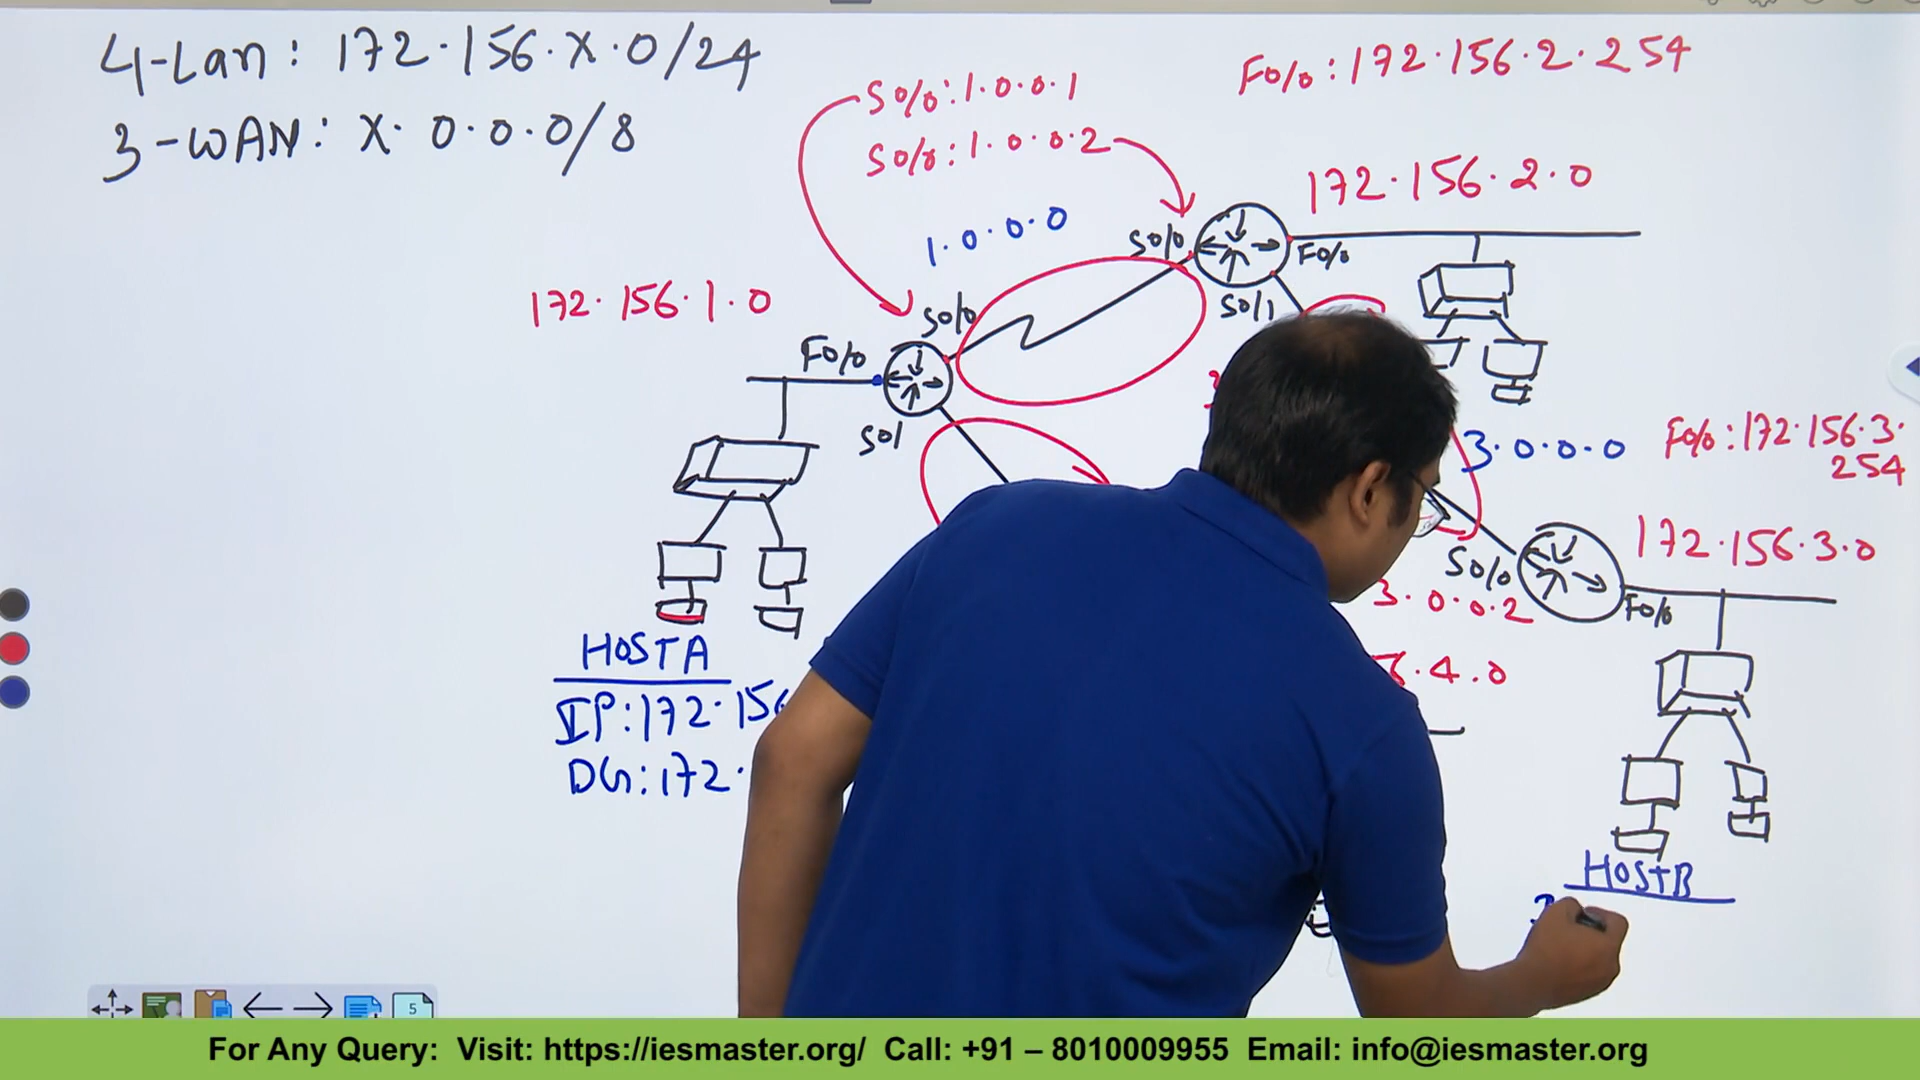 4-Lan: 172.156.X.0/24
3-WAN: X.0.0.0/8
S0/0:1.0.0.1
S0/0:1.0.0.2
F0/0:172.156.2.254
172.156.2.0
1.0.0.0
S0/0
F0/0
S0/1
172.156.1.0
S0/0
F0/0
S01
3.0.0.0
F0/0:172.156.3.
254
172.156.3.0
S0/0
F0/0
3.0.0.2
.4.0
HOSTA
IP:172.156
DG:172.
HOSTB
5
For Any Query: Visit: https://iesmaster.org/ Call: +91 – 8010009955 Email: info@iesmaster.org